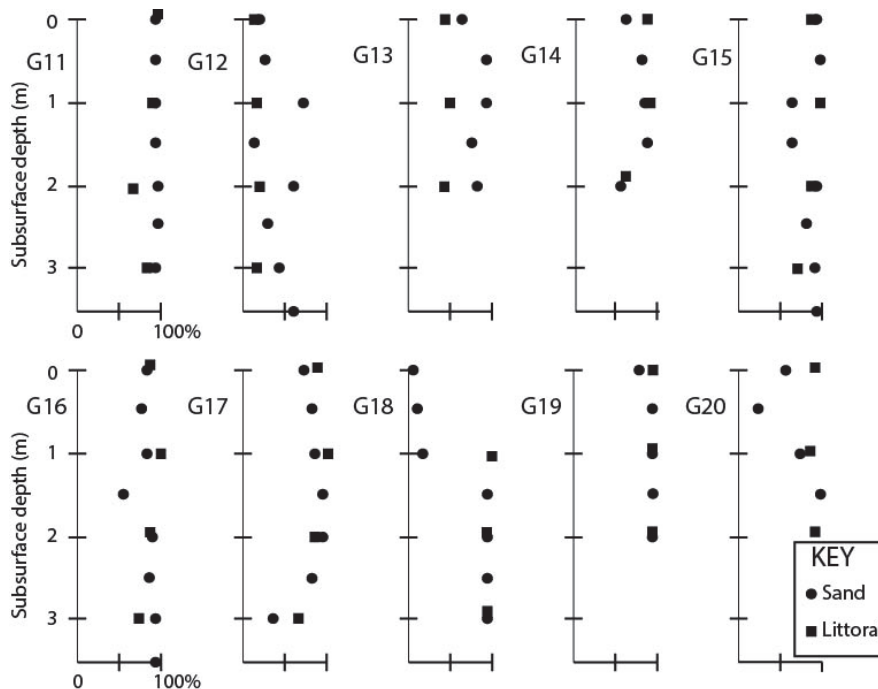 0
G11 G12 G13 G14 G15
Subsurface depth (m)
1
2
3
0 100%
0
G16 G17 G18 G19 G20
Subsurface depth (m)
1
2
3
0 100%
KEY
Sand
Littora